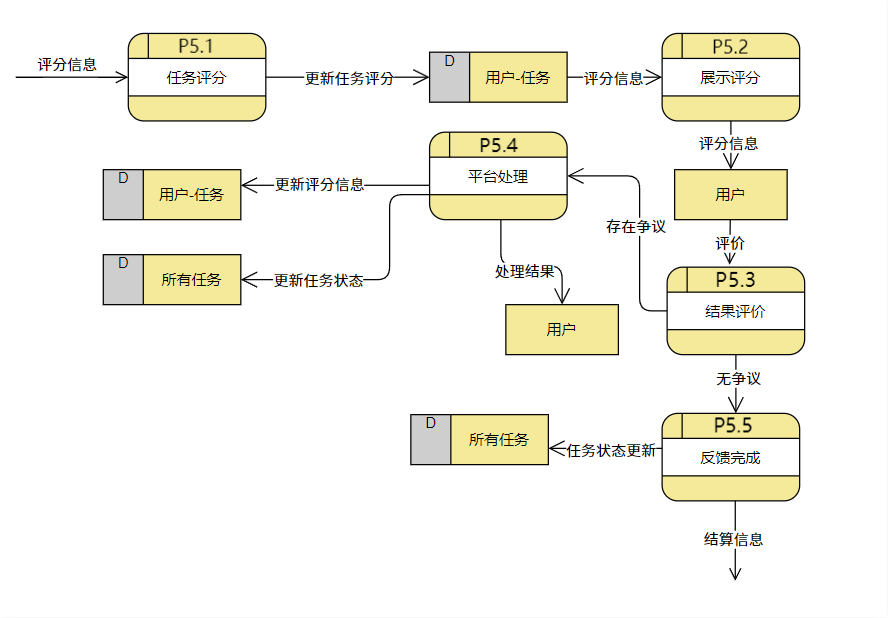 评分信息
P5.1
任务评分
更新任务评分
D
用户-任务
评分信息
P5.2
展示评分
评分信息
用户
评价
P5.3
结果评价
存在争议
P5.4
平台处理
更新评分信息
D
用户-任务
更新任务状态
D
所有任务
处理结果
用户
无争议
P5.5
反馈完成
任务状态更新
D
所有任务
结算信息